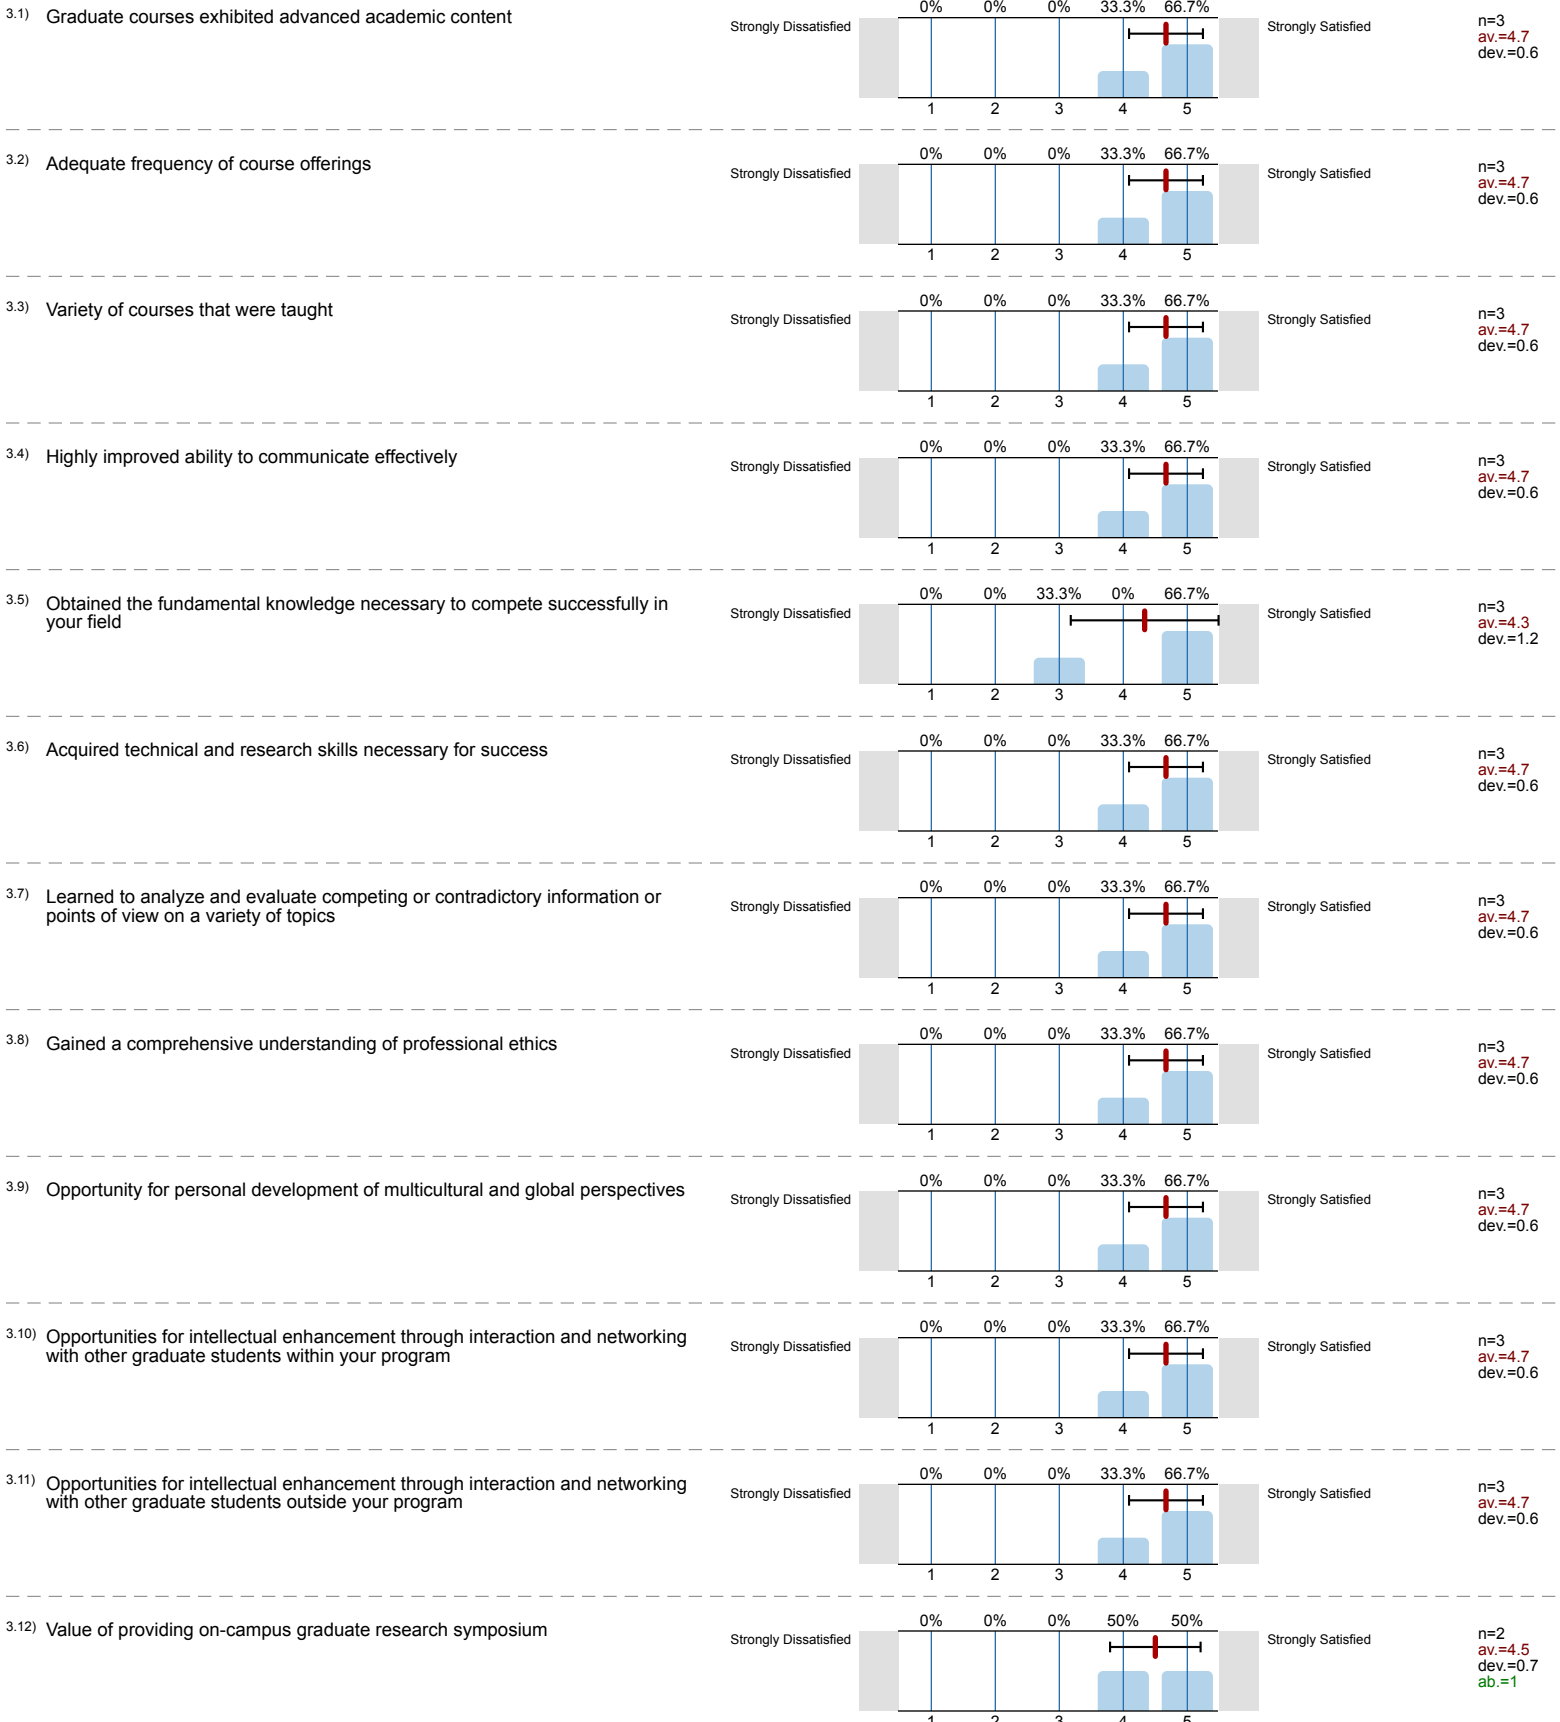 3.1) Graduate courses exhibited advanced academic content
0% 0% 0% 33.3% 66.7%
Strongly Dissatisfied
Strongly Satisfied
n=3
av.=4.7
dev.=0.6
1 2 3 4 5
3.2) Adequate frequency of course offerings
0% 0% 0% 33.3% 66.7%
Strongly Dissatisfied
Strongly Satisfied
n=3
av.=4.7
dev.=0.6
1 2 3 4 5
3.3) Variety of courses that were taught
0% 0% 0% 33.3% 66.7%
Strongly Dissatisfied
Strongly Satisfied
n=3
av.=4.7
dev.=0.6
1 2 3 4 5
3.4) Highly improved ability to communicate effectively
0% 0% 0% 33.3% 66.7%
Strongly Dissatisfied
Strongly Satisfied
n=3
av.=4.7
dev.=0.6
1 2 3 4 5
3.5) Obtained the fundamental knowledge necessary to compete successfully in
your field
0% 0% 33.3% 0% 66.7%
Strongly Dissatisfied
Strongly Satisfied
n=3
av.=4.3
dev.=1.2
1 2 3 4 5
3.6) Acquired technical and research skills necessary for success
0% 0% 0% 33.3% 66.7%
Strongly Dissatisfied
Strongly Satisfied
n=3
av.=4.7
dev.=0.6
1 2 3 4 5
3.7) Learned to analyze and evaluate competing or contradictory information or
points of view on a variety of topics
0% 0% 0% 33.3% 66.7%
Strongly Dissatisfied
Strongly Satisfied
n=3
av.=4.7
dev.=0.6
1 2 3 4 5
3.8) Gained a comprehensive understanding of professional ethics
0% 0% 0% 33.3% 66.7%
Strongly Dissatisfied
Strongly Satisfied
n=3
av.=4.7
dev.=0.6
1 2 3 4 5
3.9) Opportunity for personal development of multicultural and global perspectives
0% 0% 0% 33.3% 66.7%
Strongly Dissatisfied
Strongly Satisfied
n=3
av.=4.7
dev.=0.6
1 2 3 4 5
3.10) Opportunities for intellectual enhancement through interaction and networking
with other graduate students within your program
0% 0% 0% 33.3% 66.7%
Strongly Dissatisfied
Strongly Satisfied
n=3
av.=4.7
dev.=0.6
1 2 3 4 5
3.11) Opportunities for intellectual enhancement through interaction and networking
with other graduate students outside your program
0% 0% 0% 33.3% 66.7%
Strongly Dissatisfied
Strongly Satisfied
n=3
av.=4.7
dev.=0.6
1 2 3 4 5
3.12) Value of providing on-campus graduate research symposium
0% 0% 0% 50% 50%
Strongly Dissatisfied
Strongly Satisfied
n=2
av.=4.5
dev.=0.7
ab.=1
1 2 3 4 5